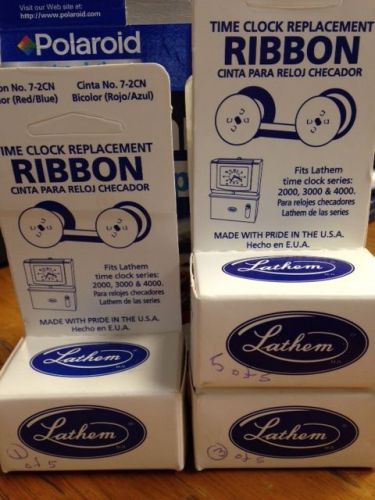 Visit our Web site at:
http://www.polaroid.com
Polaroid
on No. 7-2CN
or (Red/Blue)
Cinta No. 7-2CN
Bicolor (Rojo/Azul)
TIME CLOCK REPLACEMENT
RIBBON
CINTA PARA RELOJ CHECADOR
Fits Lathem
time clock series:
2000, 3000 & 4000.
Para relojes checadores
Lathem de las series
MADE WITH PRIDE IN THE U.S.A.
Hecho en E.U.A.
Lathem
1 of 5
Lathem
TIME CLOCK REPLACEMENT
RIBBON
CINTA PARA RELOJ CHECADOR
Fits Lathem
time clock series:
2000, 3000 & 4000.
Para relojes checadores
Lathem de las series
MADE WITH PRIDE IN THE U.S.A.
Hecho en E.U.A.
Lathem
5 of 5
Lathem
of 5